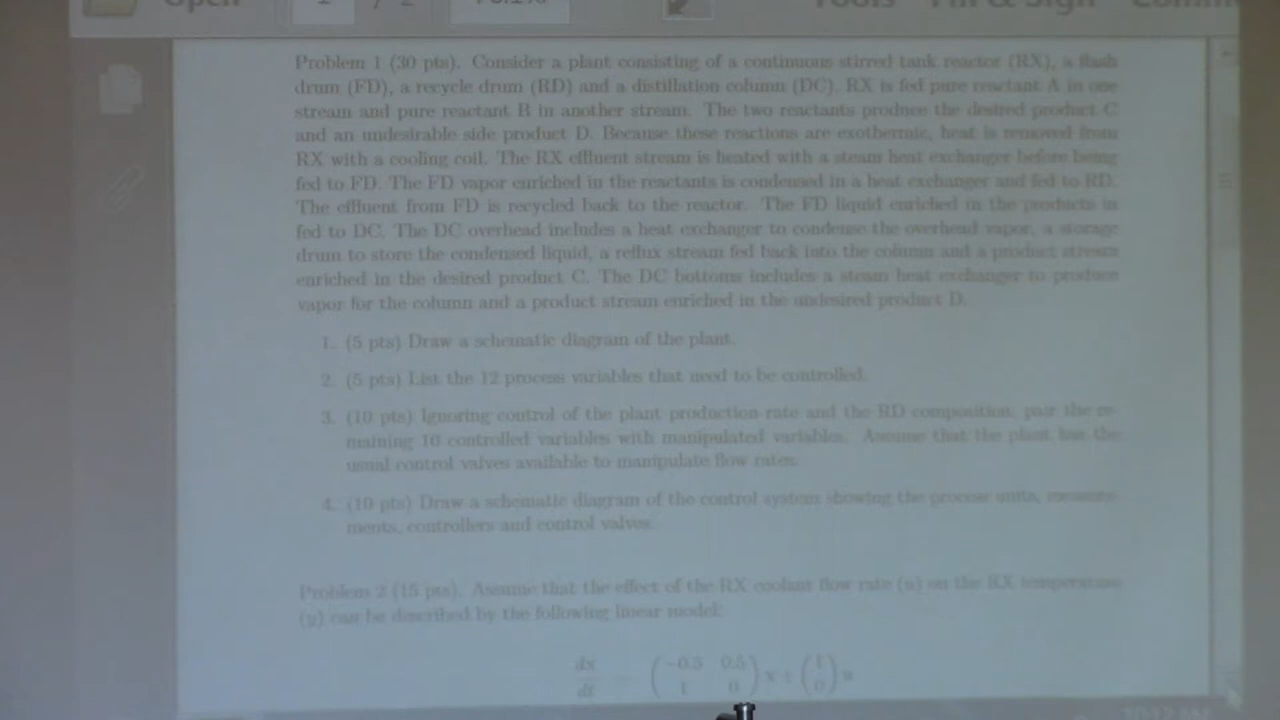 Open
/ 2
Tools
Problem 1 (30 pts). Consider a plant consisting of a continuous stirred tank reactor (RX), a flash
drum (FD), a recycle drum (RD) and a distillation column (DC). RX is fed pure reactant A in one
stream and pure reactant B in another stream. The two reactants produce the desired product C
and an undesirable side product D. Because these reactions are exothermic, heat is removed from
RX with a cooling coil. The RX effluent stream is heated with a steam heat exchanger before being
fed to FD. The FD vapor enriched in the reactants is condensed in a heat exchanger and fed to RD.
The effluent from FD is recycled back to the reactor. The FD liquid enriched in the products is
fed to DC. The DC overhead includes a heat exchanger to condense the overhead vapor, a storage
drum to store the condensed liquid, a reflux stream fed back into the column and a product stream
enriched in the desired product C. The DC bottoms includes a steam heat exchanger to produce
vapor for the column and a product stream enriched in the undesired product D.
1. (5 pts) Draw a schematic diagram of the plant.
2. (5 pts) List the 12 process variables that need to be controlled.
3. (10 pts) Ignoring control of the plant production rate and the RD composition, pair the re-
maining 10 controlled variables with manipulated variables. Assume that the plant has the
usual control valves available to manipulate flow rates.
4. (10 pts) Draw a schematic diagram of the control system showing the process units, measure-
ments, controllers and control valves.
Problem 2 (15 pts). Assume that the effect of the RX coolant flow rate (u) on the RX temperature
(y) can be described by the following linear model:
dx/dt = (-0.5 0.5; 1 0) x + (1; 0) u